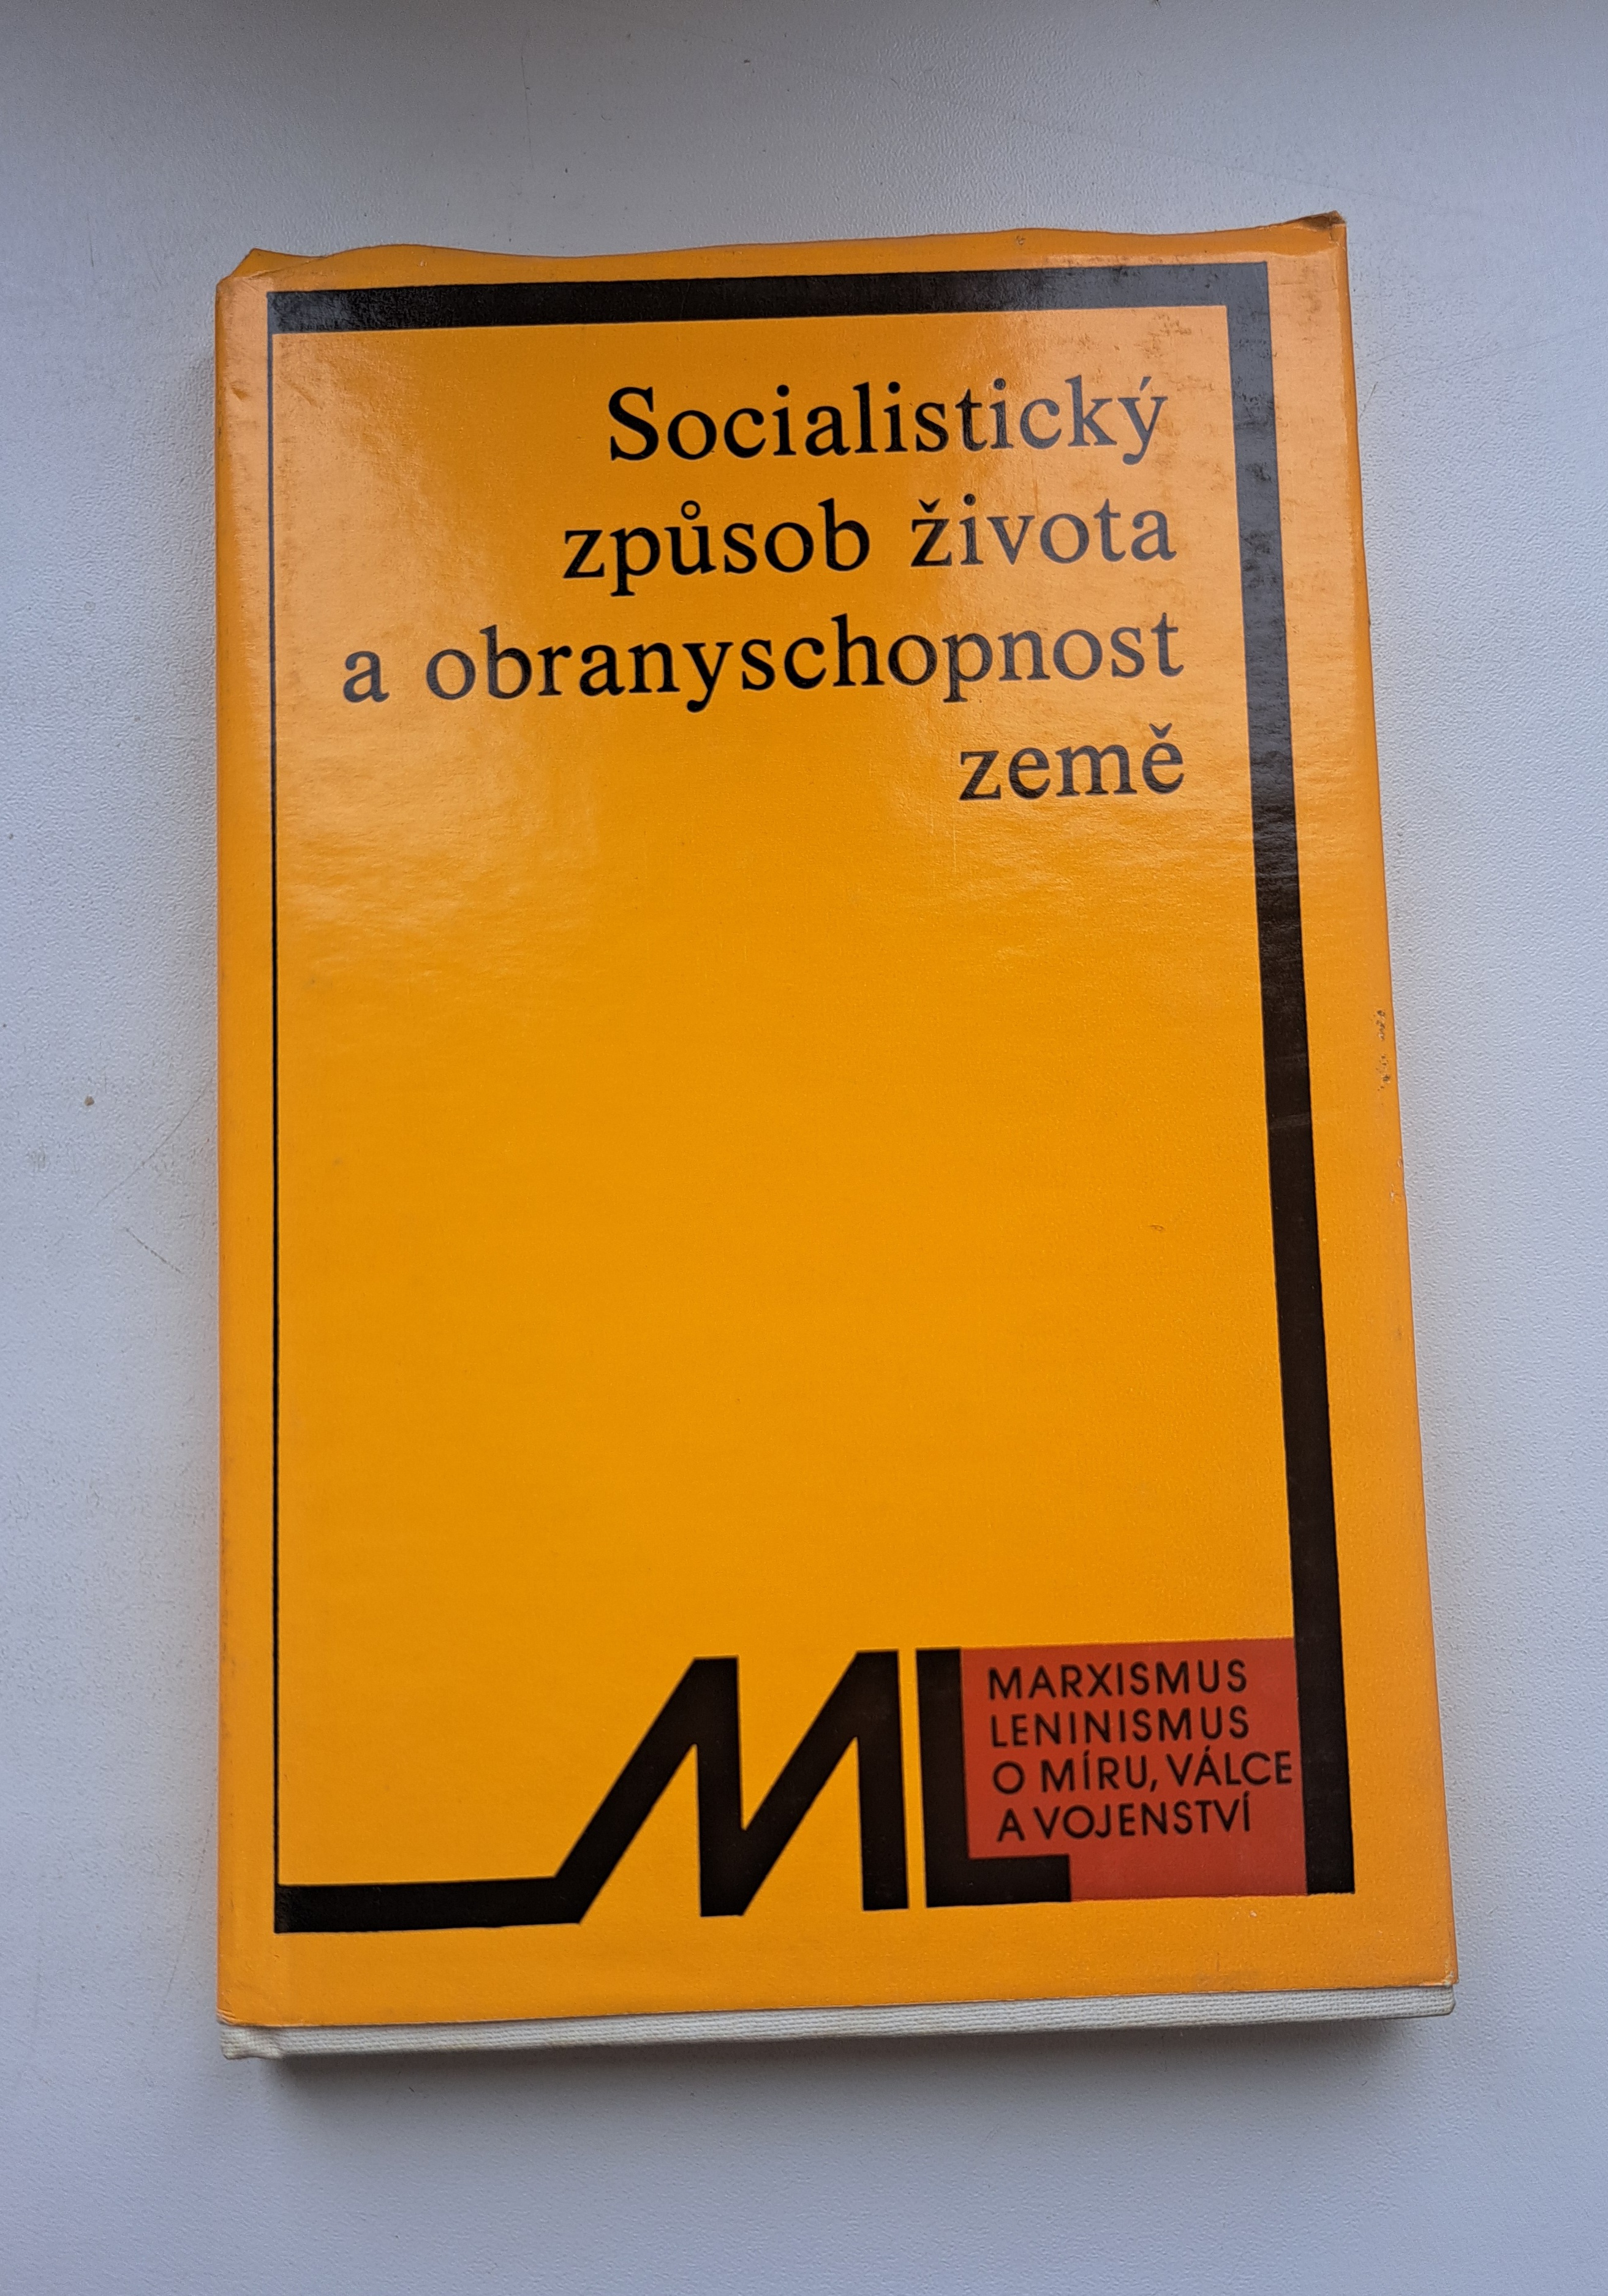 Socialistický
způsob života
a obranyschopnost
země
ML
MARXISMUS
LENINISMUS
O MÍRU, VÁLCE
A VOJENSTVÍ